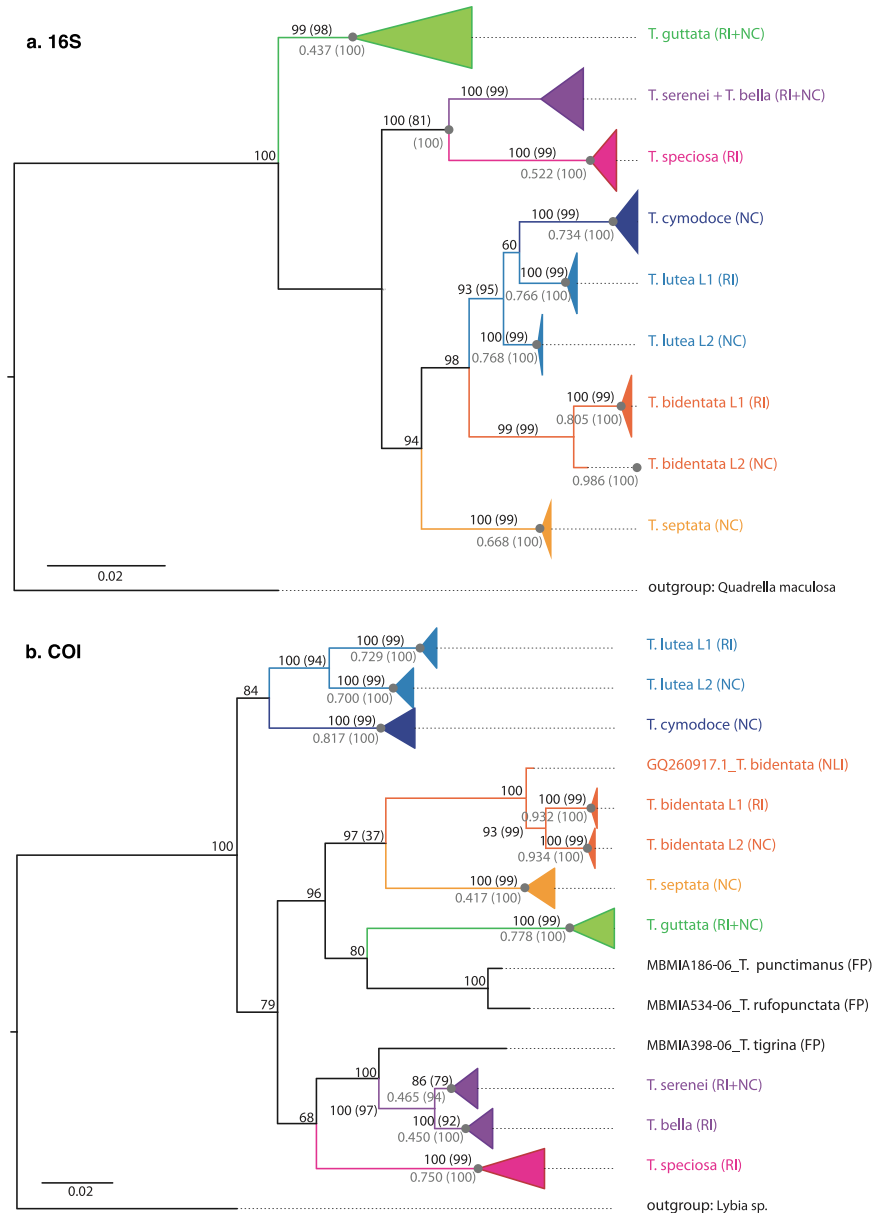 a. 16S
99 (98)
0.437 (100)
T. guttata (RI+NC)
100 (99)
T. serenei + T. bella (RI+NC)
100 (81)
(100)
100
100 (99)
0.522 (100)
T. speciosa (RI)
100 (99)
0.734 (100)
T. cymodoce (NC)
60
100 (99)
0.766 (100)
T. lutea L1 (RI)
93 (95)
100 (99)
0.768 (100)
T. lutea L2 (NC)
98
100 (99)
0.805 (100)
T. bidentata L1 (RI)
99 (99)
0.986 (100)
T. bidentata L2 (NC)
94
100 (99)
0.668 (100)
T. septata (NC)
0.02
outgroup: Quadrella maculosa
b. COI
100 (99)
0.729 (100)
T. lutea L1 (RI)
100 (94)
100 (99)
0.700 (100)
T. lutea L2 (NC)
84
100 (99)
0.817 (100)
T. cymodoce (NC)
GQ260917.1_T. bidentata (NLI)
100
100 (99)
0.932 (100)
T. bidentata L1 (RI)
93 (99)
100 (99)
0.934 (100)
T. bidentata L2 (NC)
97 (37)
100
100 (99)
0.417 (100)
T. septata (NC)
96
100 (99)
0.778 (100)
T. guttata (RI+NC)
80
MBMIA186-06_T. punctimanus (FP)
100
MBMIA534-06_T. rufopunctata (FP)
79
MBMIA398-06_T. tigrina (FP)
100
86 (79)
0.465 (94)
T. serenei (RI+NC)
100 (97)
100 (92)
0.450 (100)
T. bella (RI)
68
100 (99)
0.750 (100)
T. speciosa (RI)
0.02
outgroup: Lybia sp.